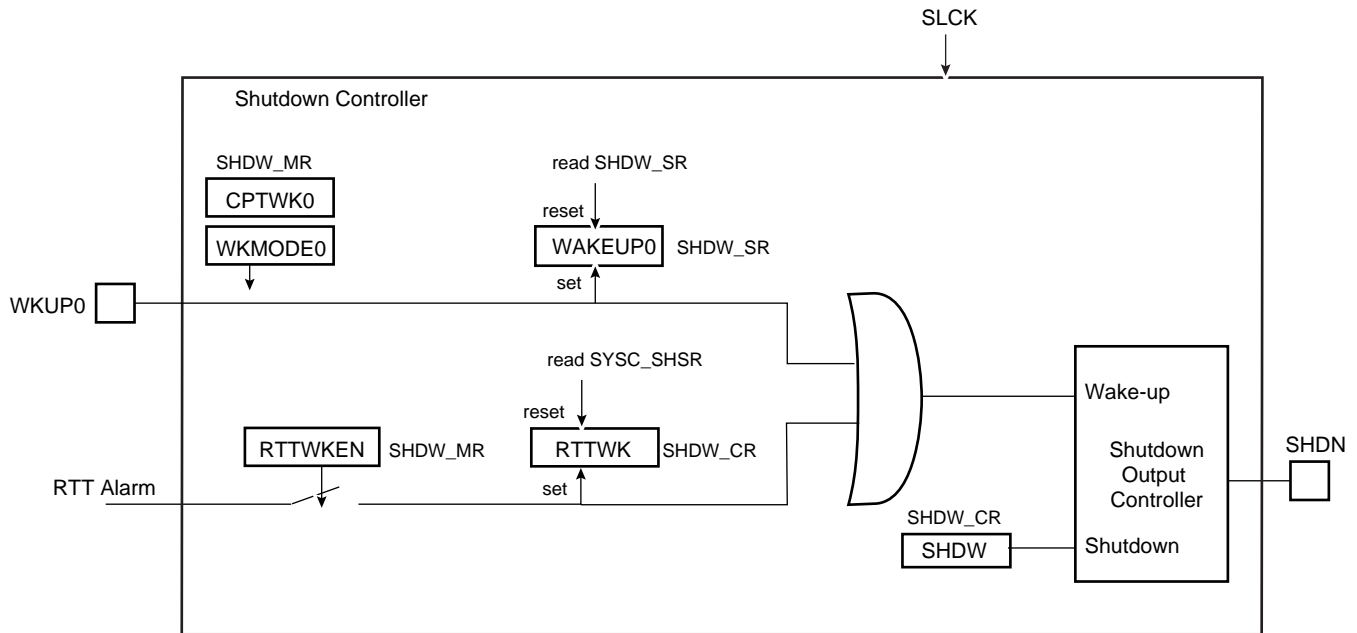 SLCK
Shutdown Controller
SHDW_MR
CPTWK0
WKMODE0
read SHDW_SR
reset
WAKEUP0
SHDW_SR
set
WKUP0
read SYSC_SHSR
reset
RTTWKEN
SHDW_MR
RTTWK
SHDW_CR
set
RTT Alarm
Wake-up
Shutdown
Output
Controller
SHDN
SHDW_CR
SHDW
Shutdown